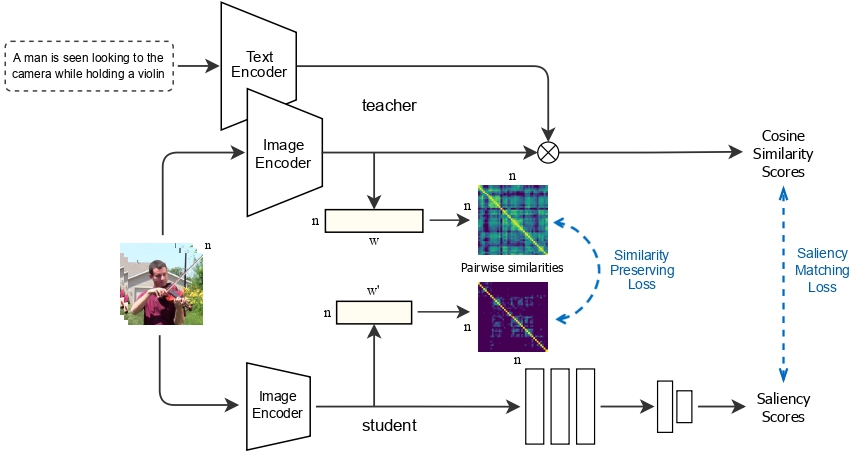 A man is seen looking to the
camera while holding a violin
Text
Encoder
teacher
Image
Encoder
Cosine
Similarity
Scores
n
n
n
w
n
Pairwise similarities
Similarity
Preserving
Loss
Saliency
Matching
Loss
w'
n
n
n
Image
Encoder
student
Saliency
Scores